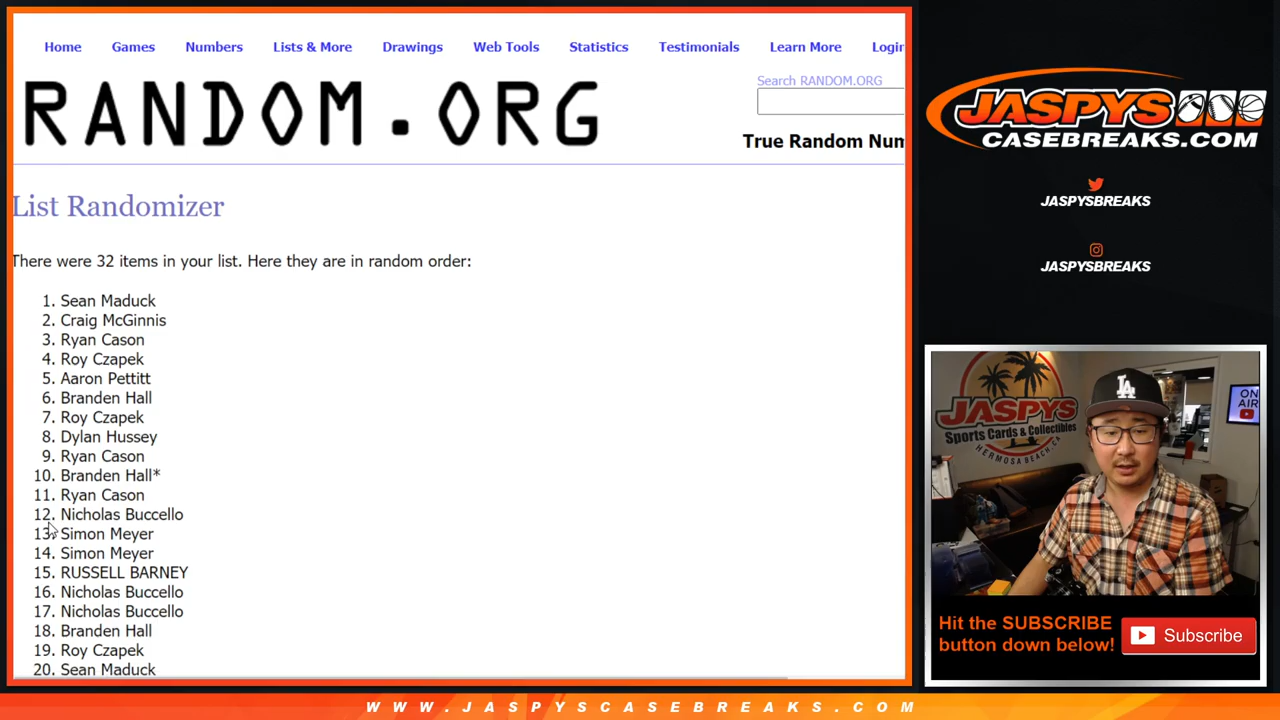 Home Games Numbers Lists & More Drawings Web Tools Statistics Testimonials Learn More Login
RANDOM.ORG
Search RANDOM.ORG
True Random Num
List Randomizer
There were 32 items in your list. Here they are in random order:
1. Sean Maduck
2. Craig McGinnis
3. Ryan Cason
4. Roy Czapek
5. Aaron Pettitt
6. Branden Hall
7. Roy Czapek
8. Dylan Hussey
9. Ryan Cason
10. Branden Hall*
11. Ryan Cason
12. Nicholas Buccello
13. Simon Meyer
14. Simon Meyer
15. RUSSELL BARNEY
16. Nicholas Buccello
17. Nicholas Buccello
18. Branden Hall
19. Roy Czapek
20. Sean Maduck
JASPYS
CASEBREAKS.COM
JASPYSBREAKS
JASPYSBREAKS
JASPYS
Sports Cards & Collectibles
HERMOSA BEACH, CA
LA
ON
AIR
Hit the SUBSCRIBE
button down below!
Subscribe
WWW.JASPYSCASEBREAKS.COM